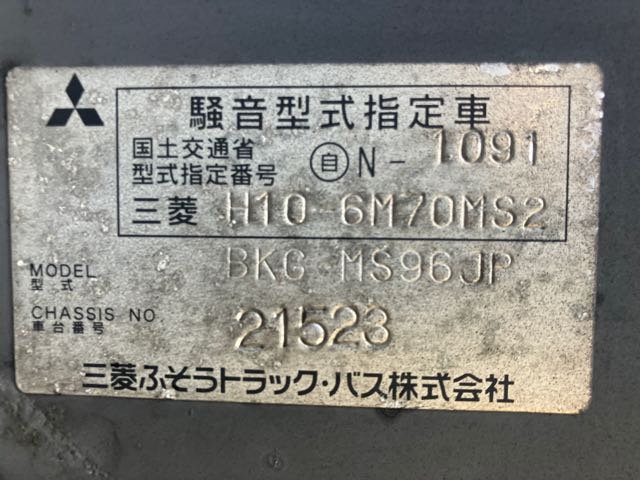 騒音型式指定車
国土交通省
型式指定番号 自N- 1091
三菱 H10-6M70MS2
MODEL BKG MS96JP
型式
CHASSIS NO 21523
車台番号
三菱ふそうトラック・バス株式会社